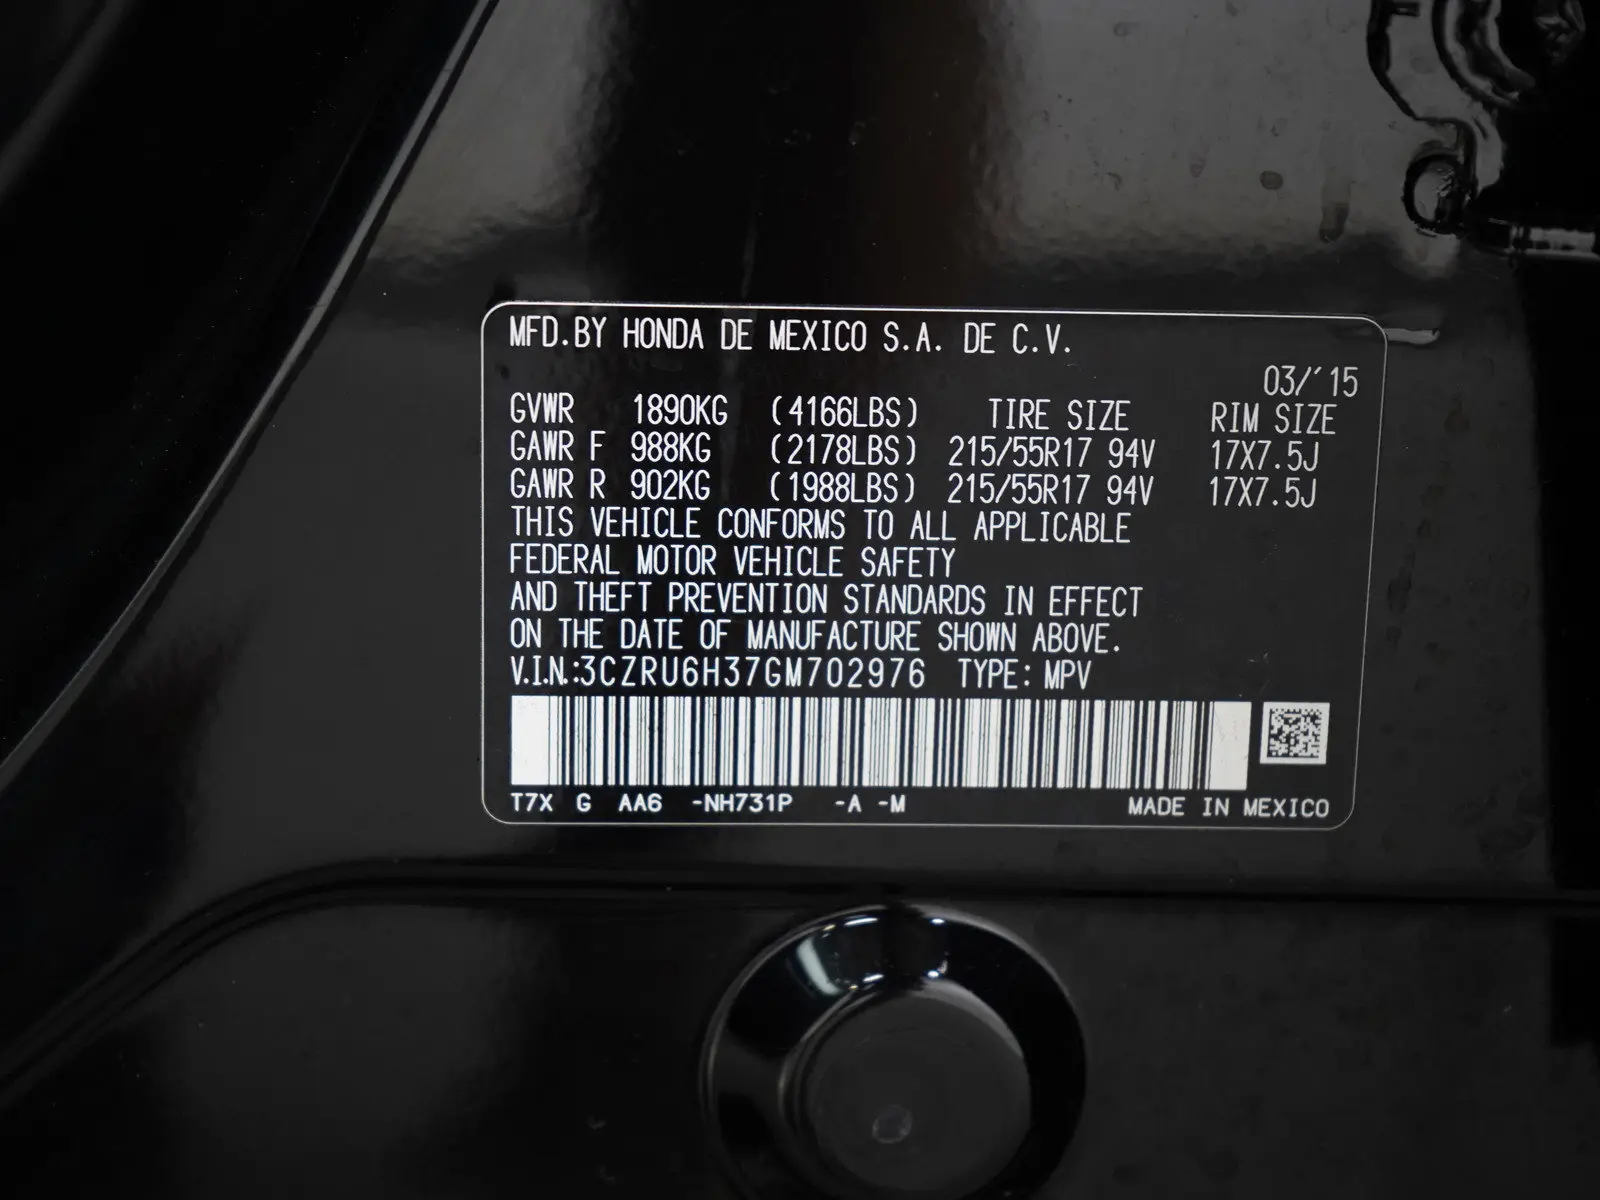 MFD.BY HONDA DE MEXICO S.A. DE C.V.
03/´15
GVWR 1890KG (4166LBS) TIRE SIZE RIM SIZE
GAWR F 988KG (2178LBS) 215/55R17 94V 17X7.5J
GAWR R 902KG (1988LBS) 215/55R17 94V 17X7.5J
THIS VEHICLE CONFORMS TO ALL APPLICABLE
FEDERAL MOTOR VEHICLE SAFETY
AND THEFT PREVENTION STANDARDS IN EFFECT
ON THE DATE OF MANUFACTURE SHOWN ABOVE.
V.I.N.:3CZRU6H37GM702976 TYPE: MPV
T7X G AA6 -NH731P -A -M MADE IN MEXICO